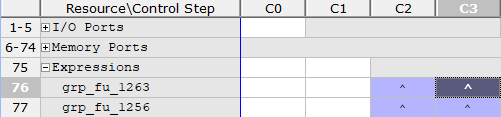 Resource\Control Step C0 C1 C2 C3
1-5 I/O Ports
6-74 Memory Ports
75 Expressions
76 grp_fu_1263 ^ ^
77 grp_fu_1256 ^ ^